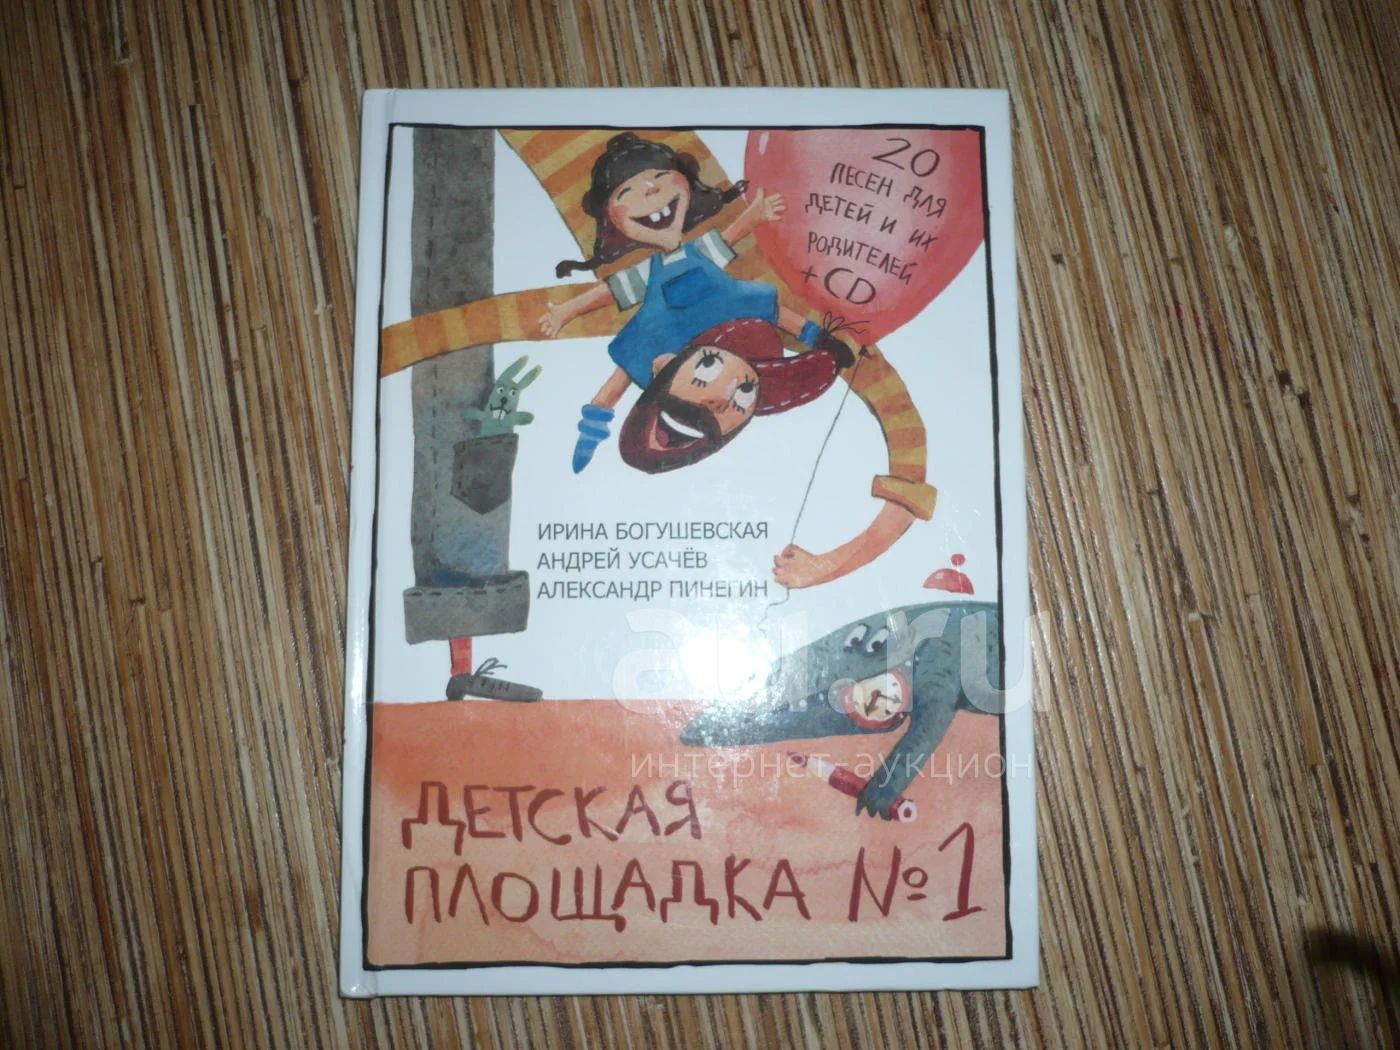 20
ПЕСЕН ДЛЯ
ДЕТЕЙ И ИХ
РОДИТЕЛЕЙ
+ CD
ИРИНА БОГУШЕВСКАЯ
АНДРЕЙ УСАЧЁВ
АЛЕКСАНДР ПИНЕГИН
au.ru
интернет-аукцион
ДЕТСКАЯ
ПЛОЩАДКА №1